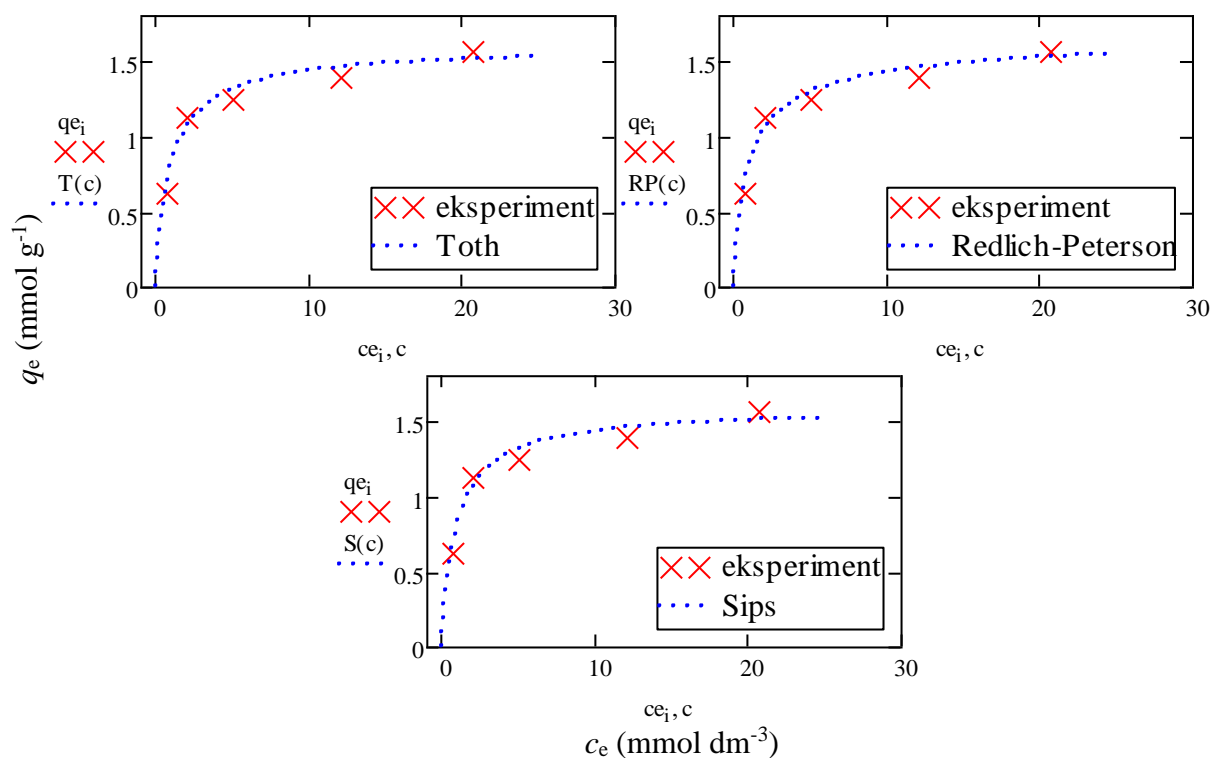 1.5
1
0.5
0
0
10
20
30
qe_i
T(c)
eksperiment
Toth
ce_i, c
1.5
1
0.5
0
0
10
20
30
qe_i
RP(c)
eksperiment
Redlich-Peterson
ce_i, c
q_e (mmol g^-1)
1.5
1
0.5
0
0
10
20
30
qe_i
S(c)
eksperiment
Sips
ce_i, c
c_e (mmol dm^-3)